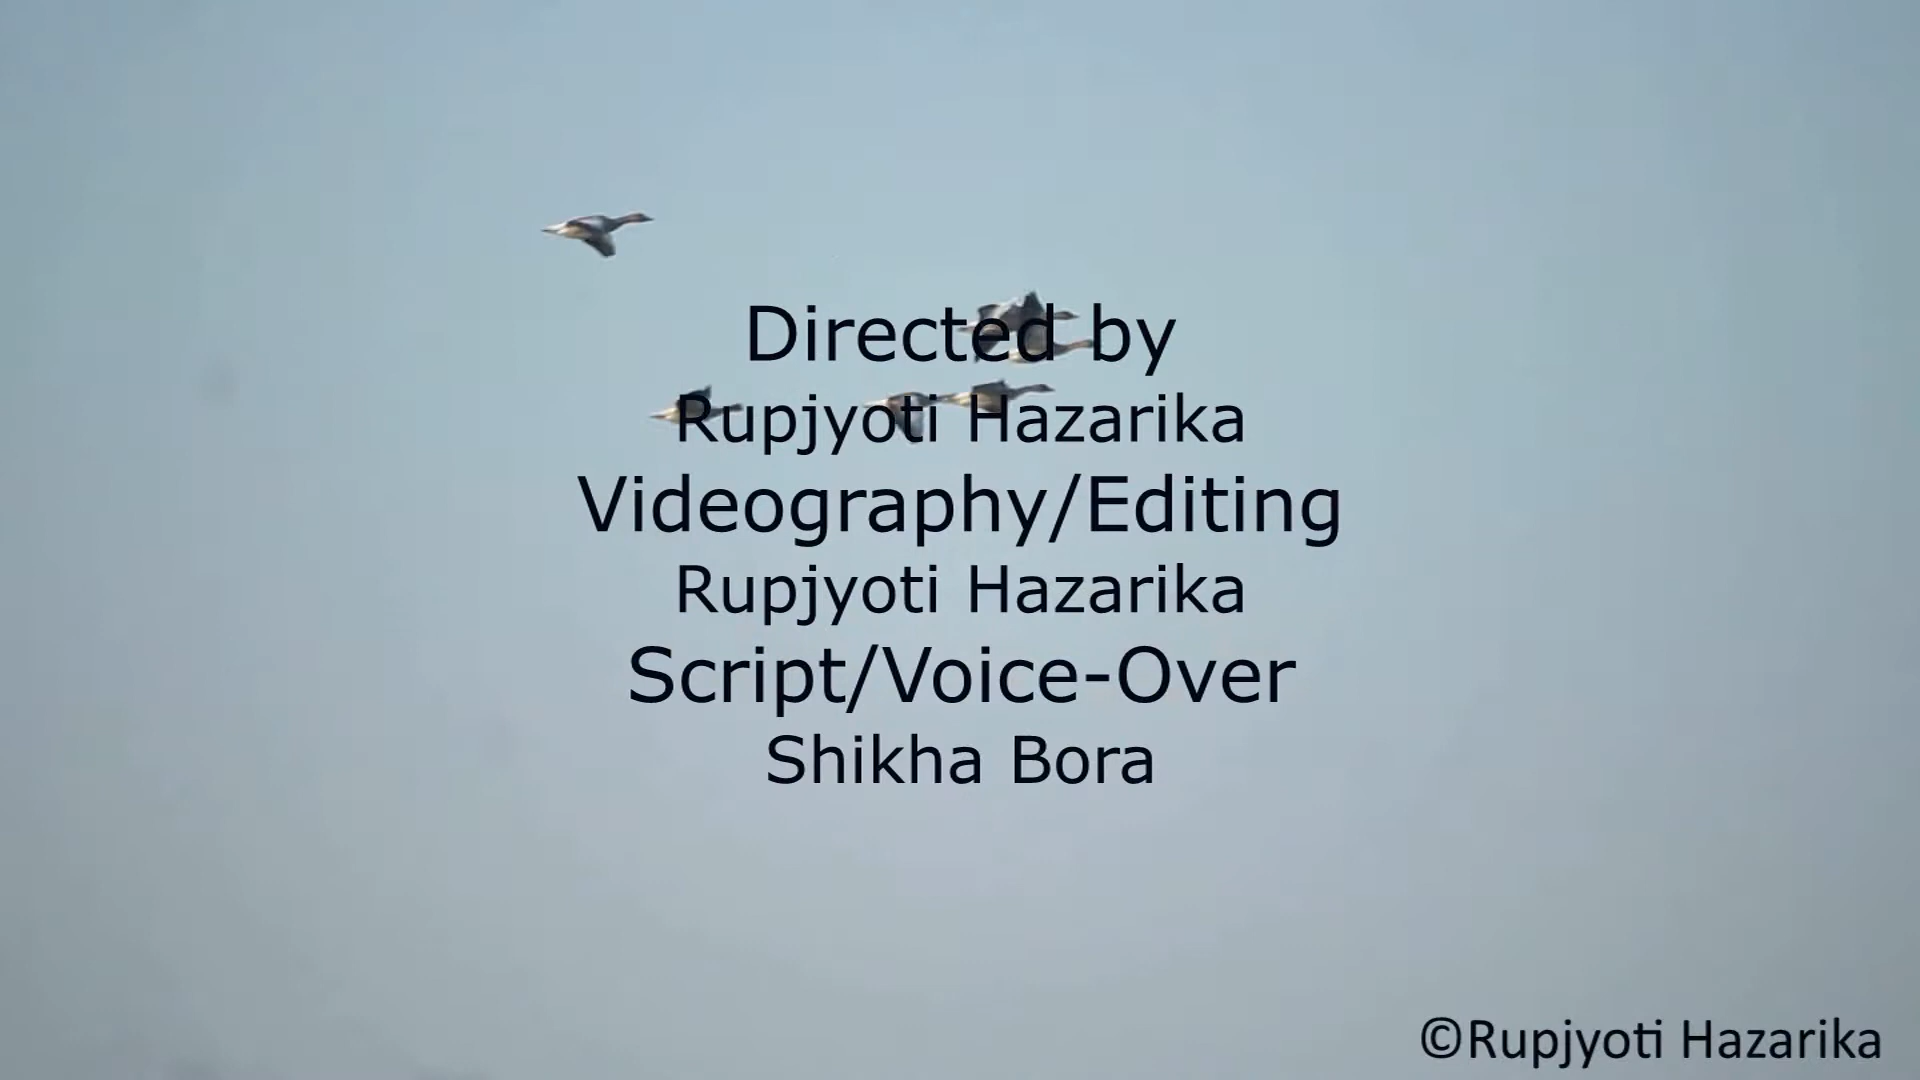 Directed by
Rupjyoti Hazarika
Videography/Editing
Rupjyoti Hazarika
Script/Voice-Over
Shikha Bora
©Rupjyoti Hazarika